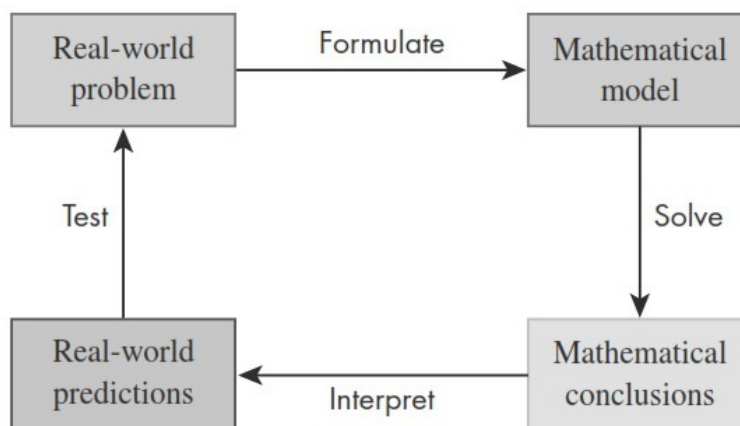 Real-world
problem
Formulate
Mathematical
model
Test
Solve
Real-world
predictions
Interpret
Mathematical
conclusions